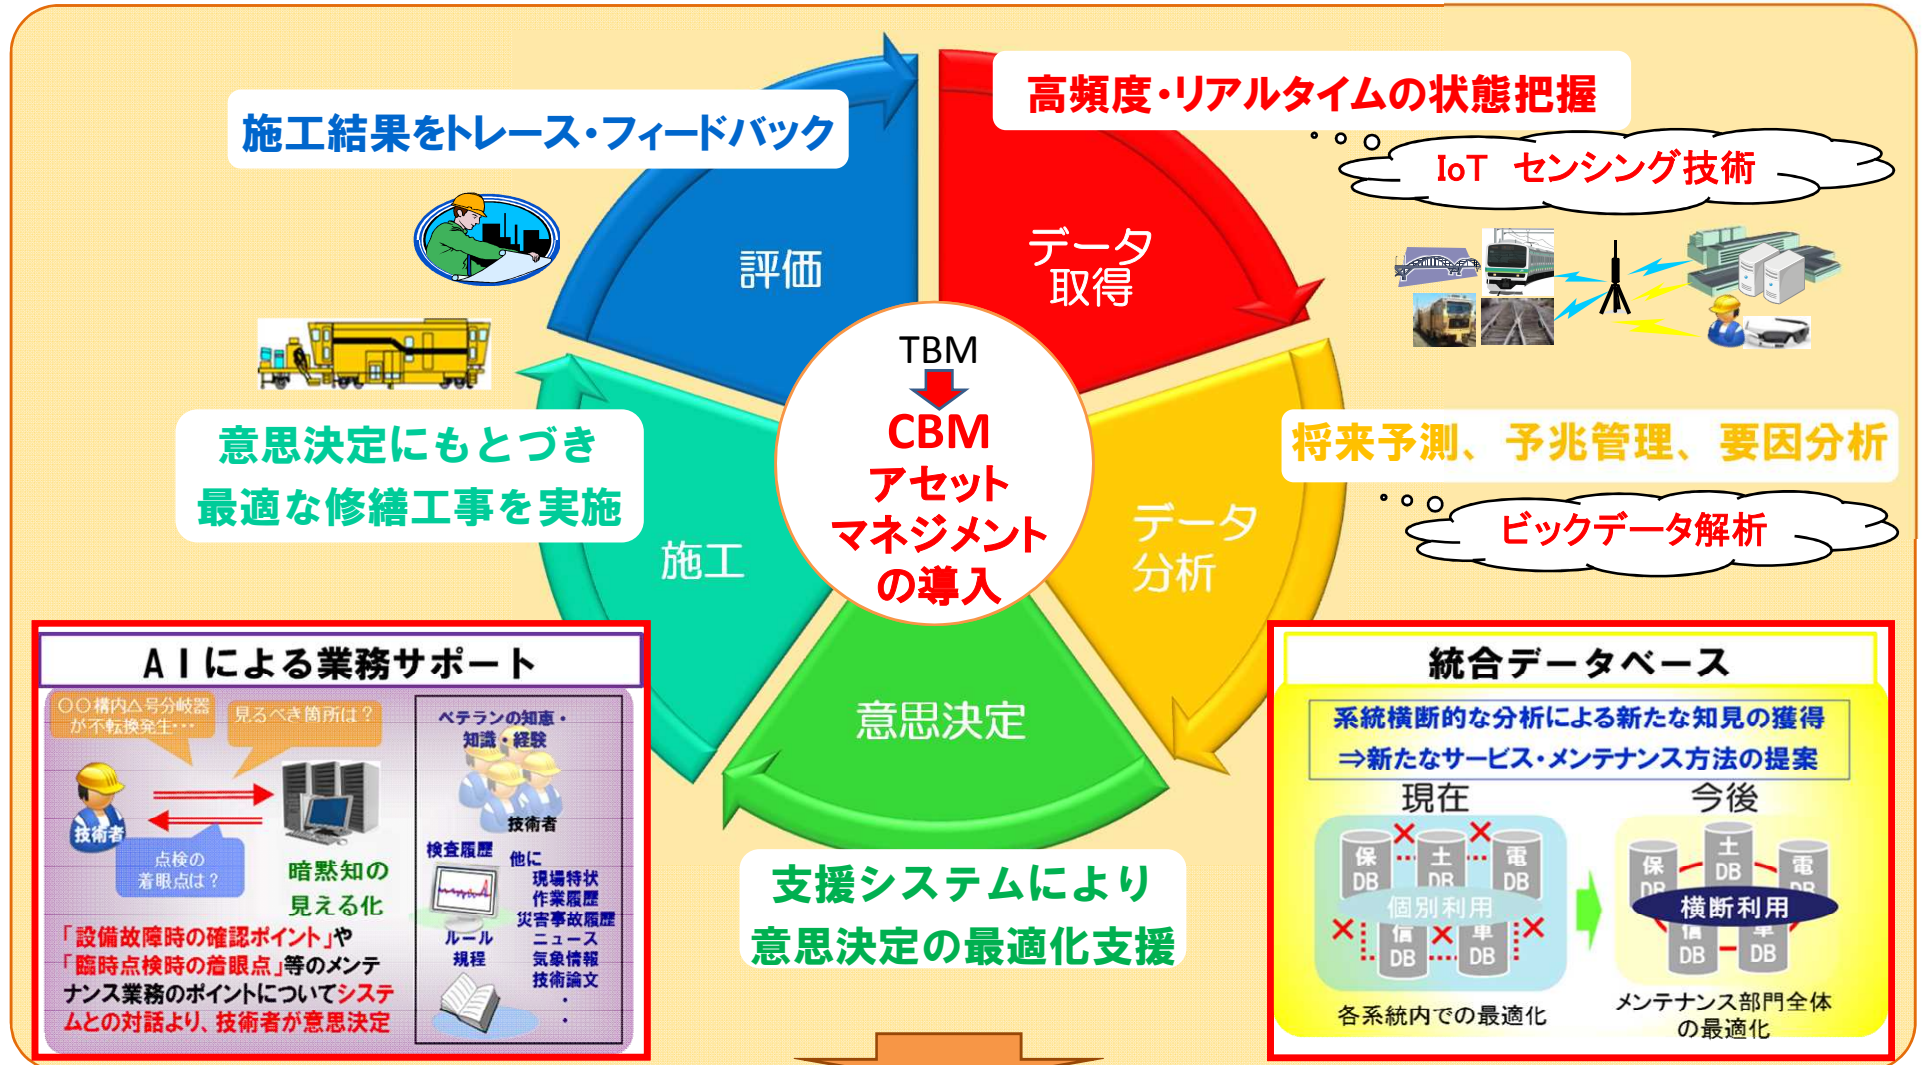 施工結果をトレース・フィードバック
高頻度・リアルタイムの状態把握
IoT センシング技術
評価
データ
取得
TBM
CBM
アセット
マネジメント
の導入
意思決定にもとづき
最適な修繕工事を実施
将来予測、予兆管理、要因分析
ビックデータ解析
施工
データ
分析
意思決定
支援システムにより
意思決定の最適化支援
AIによる業務サポート
〇〇構内△号分岐器
が不転換発生…
見るべき箇所は？
技術者
点検の
着眼点は？
暗黙知の
見える化
ベテランの知恵・
知識・経験
技術者
検査履歴
他に
現場特状
作業履歴
災害事故履歴
ニュース
気象情報
技術論文
・
・
ルール
規程
「設備故障時の確認ポイント」や
「臨時点検時の着眼点」等のメンテ
ナンス業務のポイントについてシステ
ムとの対話より、技術者が意思決定
統合データベース
系統横断的な分析による新たな知見の獲得
⇒新たなサービス・メンテナンス方法の提案
現在
保
DB
土
DB
電
DB
個別利用
信
DB
車
DB
各系統内での最適化
今後
保
DB
土
DB
電
DB
横断利用
信
DB
車
DB
メンテナンス部門全体
の最適化